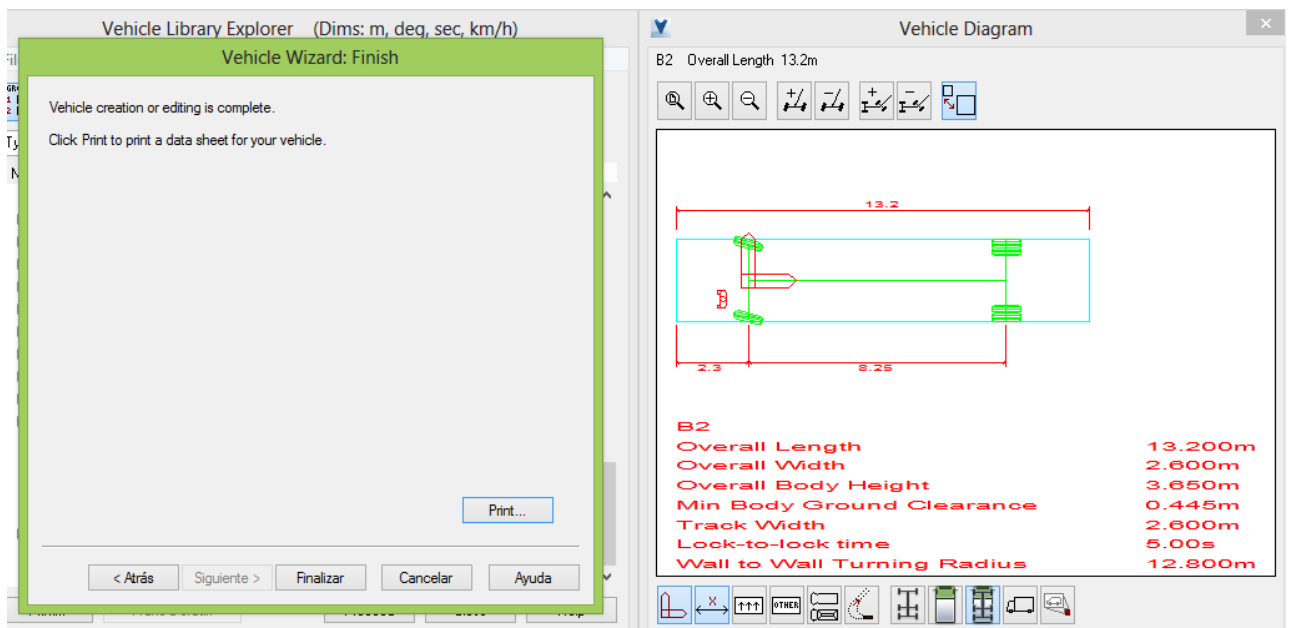 Vehicle Library Explorer (Dims: m, deg, sec, km/h)
Vehicle Wizard: Finish
Vehicle creation or editing is complete.
Click Print to print a data sheet for your vehicle.
Print...
< Atrás
Siguiente >
Finalizar
Cancelar
Ayuda
Vehicle Diagram
B2 Overall Length 13.2m
OTHER
13.2
2.3
8.25
B2
Overall Length 13.200m
Overall Width 2.600m
Overall Body Height 3.650m
Min Body Ground Clearance 0.445m
Track Width 2.600m
Lock-to-lock time 5.00s
Wall to Wall Turning Radius 12.800m